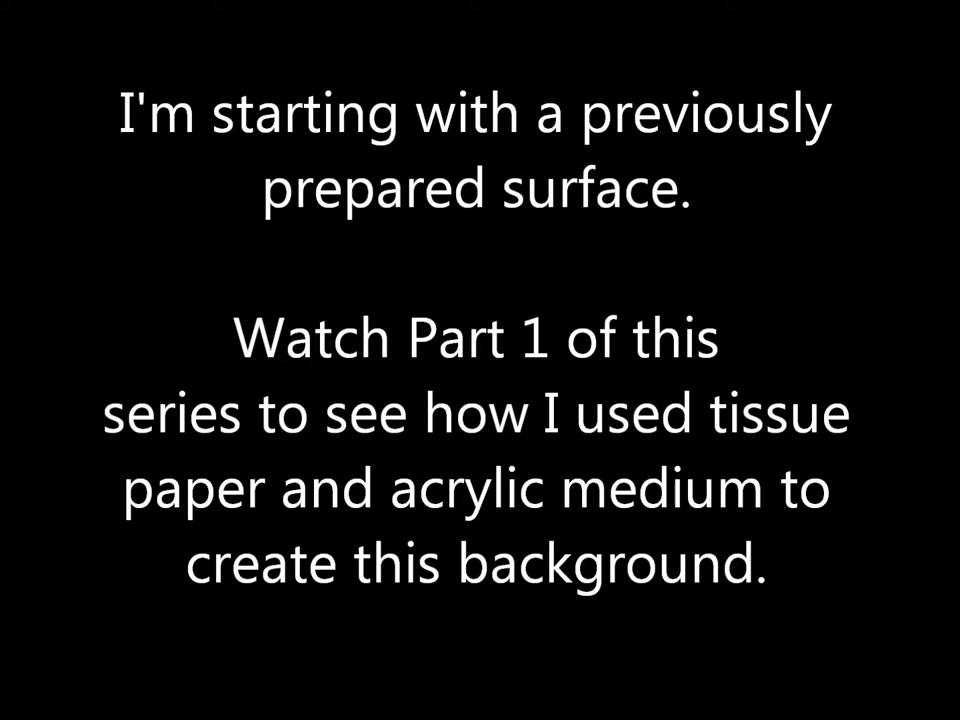 I'm starting with a previously
prepared surface.
Watch Part 1 of this
series to see how I used tissue
paper and acrylic medium to
create this background.